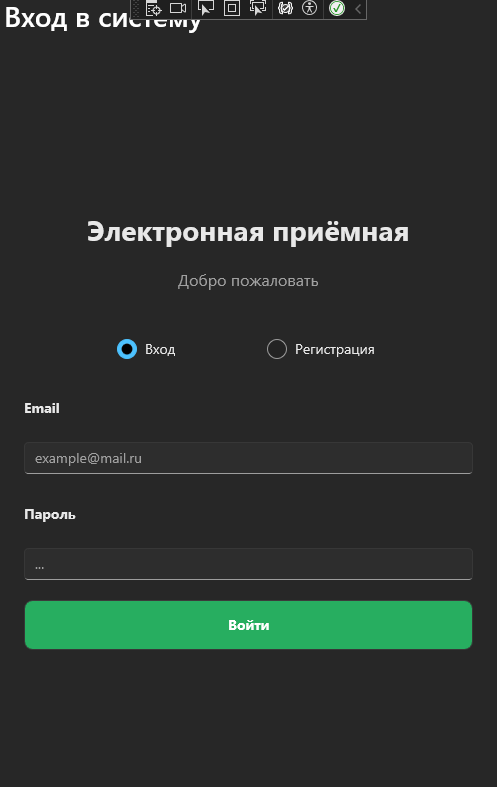 Вход в систему
Электронная приёмная
Добро пожаловать
Вход
Регистрация
Email
example@mail.ru
Пароль
...
Войти